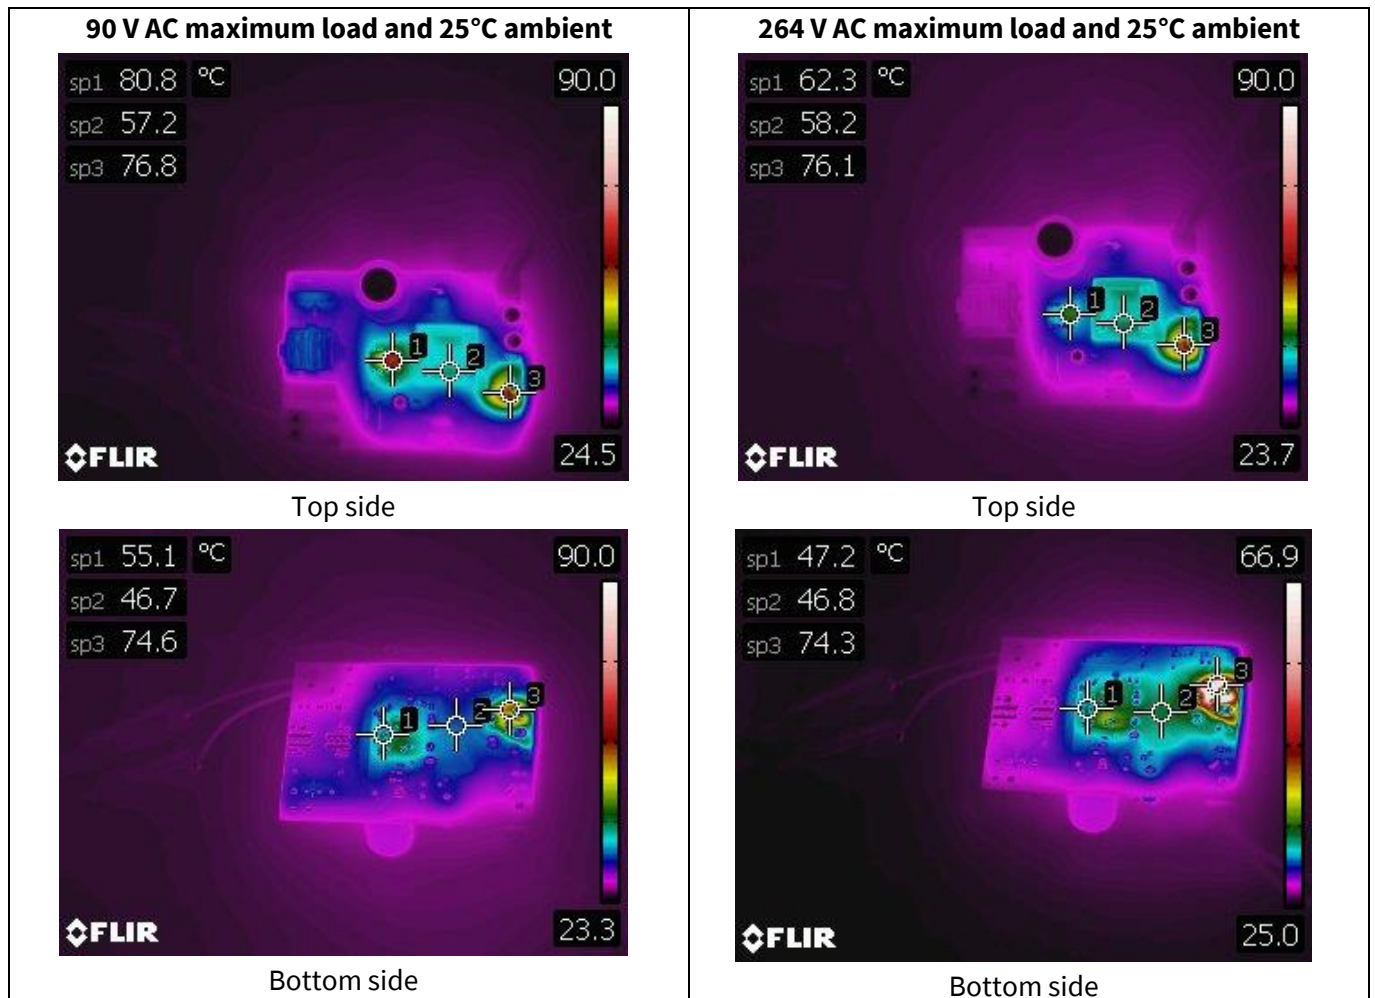 90 V AC maximum load and 25°C ambient
264 V AC maximum load and 25°C ambient
sp1 80.8 °C
90.0
sp2 57.2
sp3 76.8
1
2
3
FLIR
24.5
Top side
sp1 62.3 °C
90.0
sp2 58.2
sp3 76.1
1
2
3
FLIR
23.7
Top side
sp1 55.1 °C
90.0
sp2 46.7
sp3 74.6
3
1
2
FLIR
23.3
Bottom side
sp1 47.2 °C
66.9
sp2 46.8
sp3 74.3
3
1
2
FLIR
25.0
Bottom side